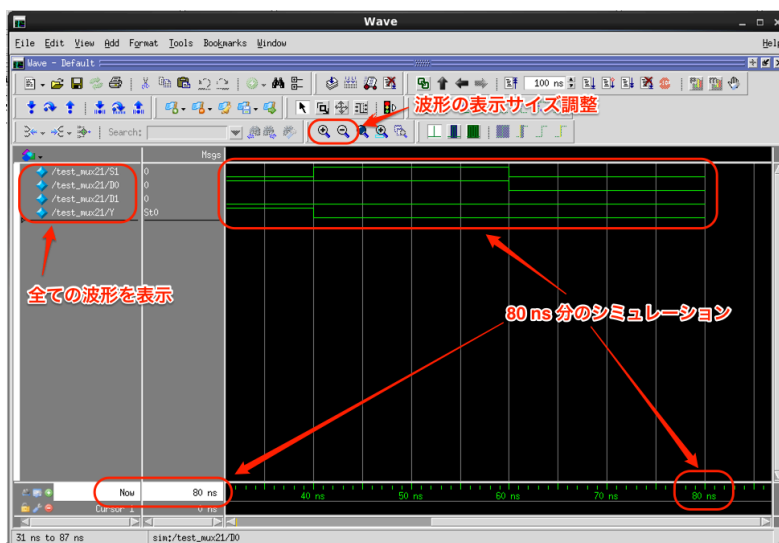 Wave
File Edit View Add Format Tools Bookmarks Window Help
Wave - Default
100 ns
波形の表示サイズ調整
Search:
Msgs
/test_mux21/S1 0
/test_mux21/D0 0
/test_mux21/D1 0
/test_mux21/Y St0
全ての波形を表示
80 ns 分のシミュレーション
Now 80 ns
40 ns 50 ns 60 ns 70 ns 80 ns
Cursor 1 0 ns
31 ns to 87 ns sim:/test_mux21/D0